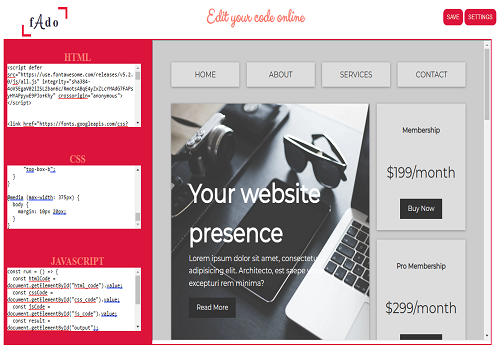 fAdo
Edit your code online
SAVE
SETTINGS
HTML
<script defer
src="https://use.fontawesome.com/releases/v5.2.
0/js/all.js" integrity="sha384-
crossorigin="anonymous">
</script>
<link href="https://fonts.googleapis.com/css?
CSS
"top-box-b";
}
}
@media (max-width: 375px) {
body {
margin: 10px 20px;
}
JAVASCRIPT
const run = () => {
const htmlCode =
document.getElementById("html_code").value;
const cssCode =
document.getElementById("css_code").value;
const jsCode =
document.getElementById("js_code").value;
const result =
document.getElementById("output");
HOME
ABOUT
SERVICES
CONTACT
Your website
presence
Lorem ipsum dolor sit amet, consectetur
adipisicing elit. Architecto, est saepe
excepturi rem minima?
Read More
Membership
$199/month
Buy Now
Pro Membership
$299/month